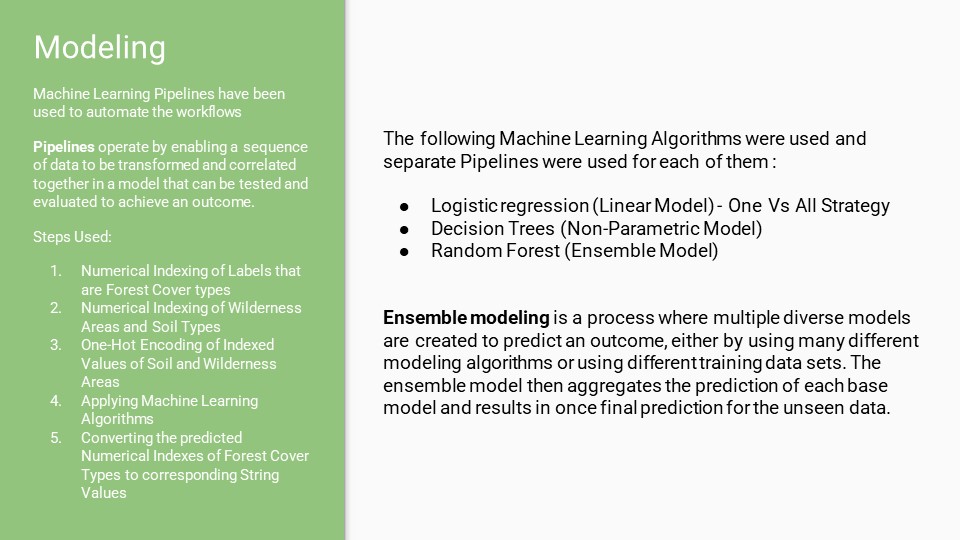 Modeling
Machine Learning Pipelines have been
used to automate the workflows
Pipelines operate by enabling a sequence
of data to be transformed and correlated
together in a model that can be tested and
evaluated to achieve an outcome.
Steps Used:
1. Numerical Indexing of Labels that
are Forest Cover types
2. Numerical Indexing of Wilderness
Areas and Soil Types
3. One-Hot Encoding of Indexed
Values of Soil and Wilderness
Areas
4. Applying Machine Learning
Algorithms
5. Converting the predicted
Numerical Indexes of Forest Cover
Types to corresponding String
Values
The following Machine Learning Algorithms were used and
separate Pipelines were used for each of them :
● Logistic regression (Linear Model) - One Vs All Strategy
● Decision Trees (Non-Parametric Model)
● Random Forest (Ensemble Model)
Ensemble modeling is a process where multiple diverse models
are created to predict an outcome, either by using many different
modeling algorithms or using different training data sets. The
ensemble model then aggregates the prediction of each base
model and results in once final prediction for the unseen data.